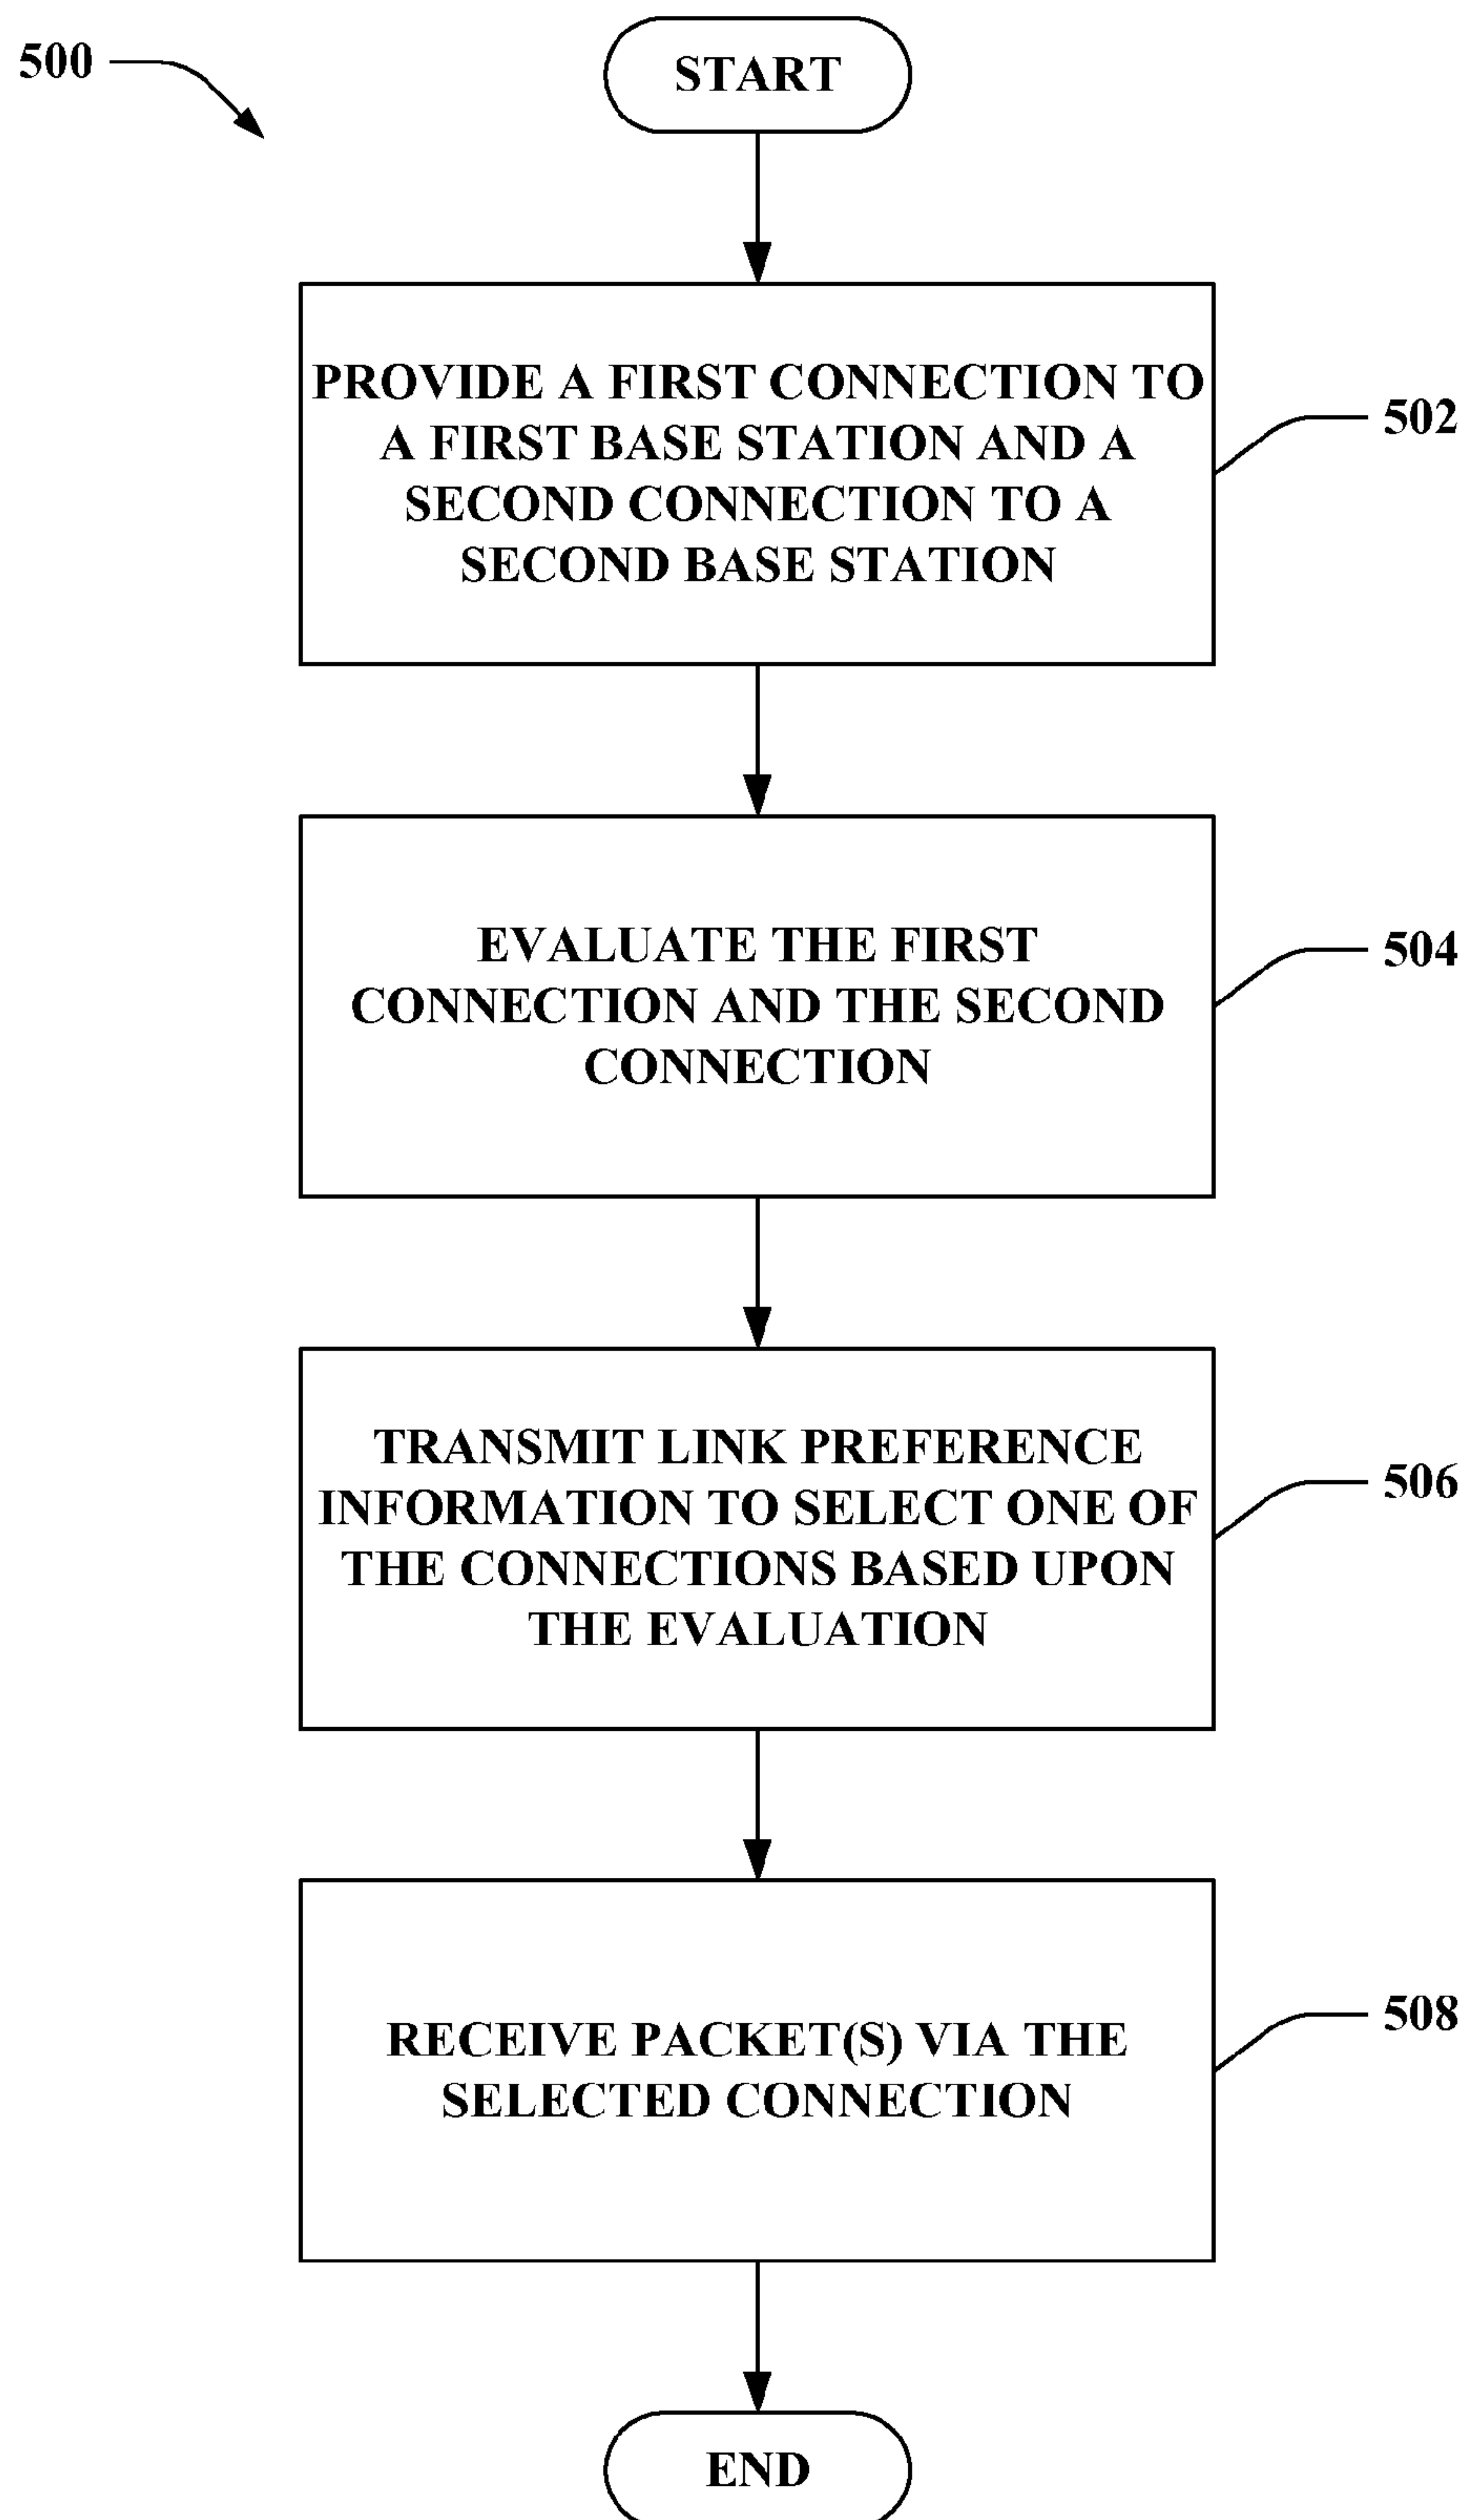 500
START
PROVIDE A FIRST CONNECTION TO
A FIRST BASE STATION AND A
SECOND CONNECTION TO A
SECOND BASE STATION
502
EVALUATE THE FIRST
CONNECTION AND THE SECOND
CONNECTION
504
TRANSMIT LINK PREFERENCE
INFORMATION TO SELECT ONE OF
THE CONNECTIONS BASED UPON
THE EVALUATION
506
RECEIVE PACKET(S) VIA THE
SELECTED CONNECTION
508
END